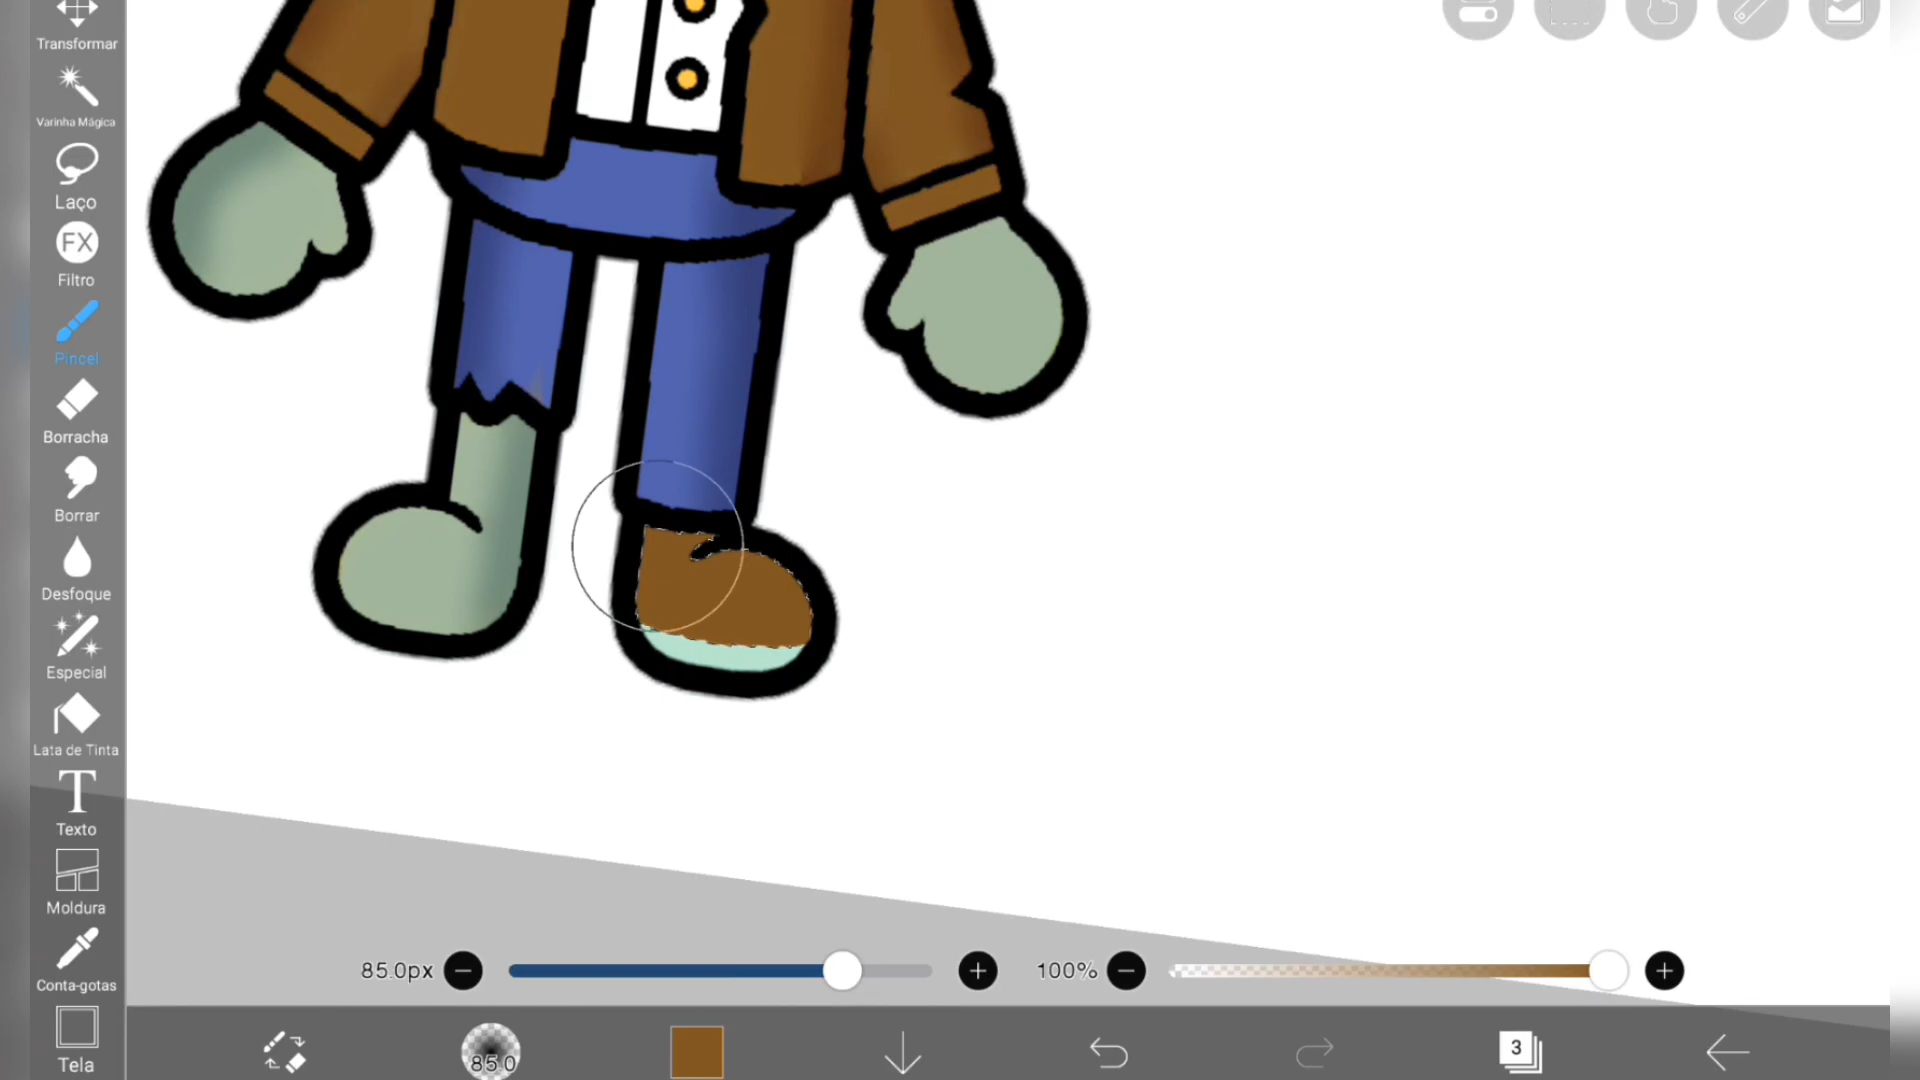 Transformar
Varinha Mágica
Laço
FX
Filtro
Pincel
Borracha
Borrar
Desfoque
Especial
Lata de Tinta
T
Texto
Moldura
Conta-gotas
Tela
85.0px
100%
85.0
3